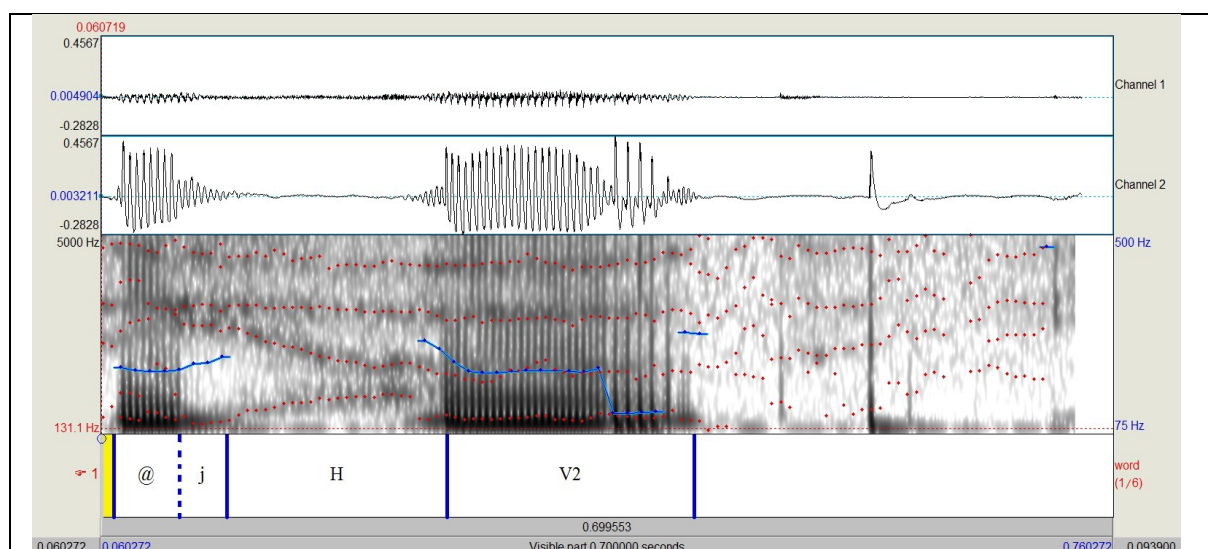 0.060719
0.4567
0.004904
-0.2828
Channel 1
0.4567
0.003211
-0.2828
Channel 2
5000 Hz
500 Hz
131.1 Hz
75 Hz
☞ 1
@
j
H
V2
word
(1/6)
0.699553
0.060272 0.060272 Visible part 0.700000 seconds 0.760272 0.093900